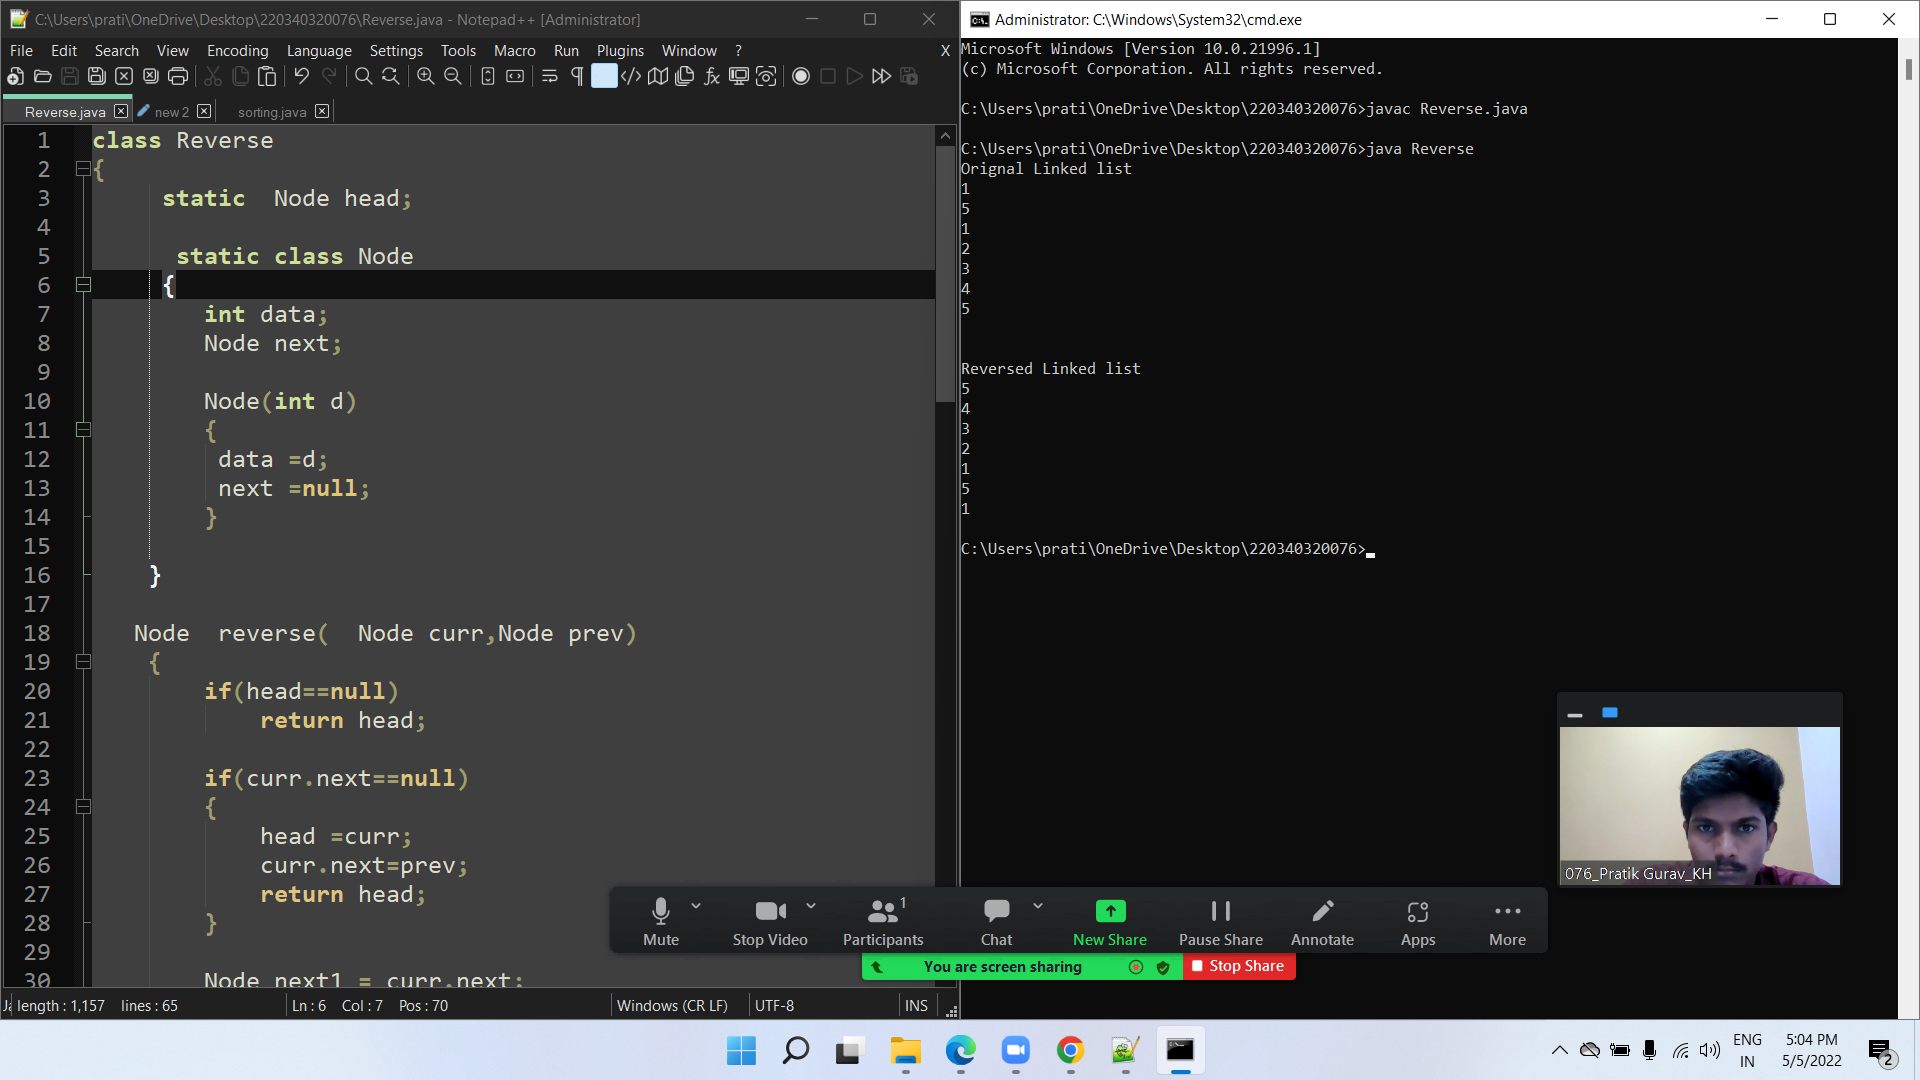 C:\Users\prati\OneDrive\Desktop\220340320076\Reverse.java - Notepad++ [Administrator]
File Edit Search View Encoding Language Settings Tools Macro Run Plugins Window ? X
Reverse.java new 2 sorting.java
1 class Reverse
2 {
3 static  Node head;
4
5 static class Node
6 {
7 int data;
8 Node next;
9
10 Node(int d)
11 {
12 data =d;
13 next =null;
14 }
15
16 }
17
18 Node  reverse(  Node curr,Node prev)
19 {
20 if(head==null)
21 return head;
22
23 if(curr.next==null)
24 {
25 head =curr;
26 curr.next=prev;
27 return head;
28 }
29
30 Node next1 = curr.next;
length : 1,157 lines : 65 Ln : 6 Col : 7 Pos : 70 Windows (CR LF) UTF-8 INS
Administrator: C:\Windows\System32\cmd.exe
Microsoft Windows [Version 10.0.21996.1]
(c) Microsoft Corporation. All rights reserved.
C:\Users\prati\OneDrive\Desktop\220340320076>javac Reverse.java
C:\Users\prati\OneDrive\Desktop\220340320076>java Reverse
Orignal Linked list
1
5
1
2
3
4
5
Reversed Linked list
5
4
3
2
1
5
1
C:\Users\prati\OneDrive\Desktop\220340320076>
076_Pratik Gurav_KH
1
Mute Stop Video Participants Chat New Share Pause Share Annotate Apps More
You are screen sharing Stop Share
ENG 5:04 PM
IN 5/5/2022 2